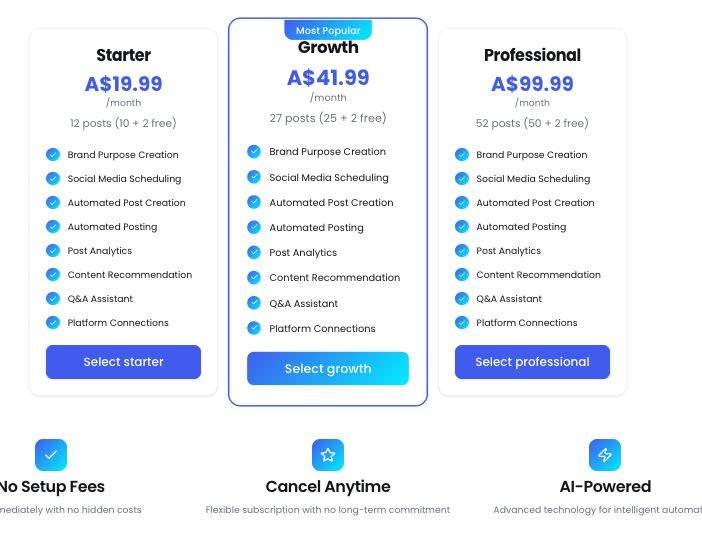 Starter
A$19.99
/month
12 posts (10 + 2 free)
Brand Purpose Creation
Social Media Scheduling
Automated Post Creation
Automated Posting
Post Analytics
Content Recommendation
Q&A Assistant
Platform Connections
Select starter
Most Popular
Growth
A$41.99
/month
27 posts (25 + 2 free)
Brand Purpose Creation
Social Media Scheduling
Automated Post Creation
Automated Posting
Post Analytics
Content Recommendation
Q&A Assistant
Platform Connections
Select growth
Professional
A$99.99
/month
52 posts (50 + 2 free)
Brand Purpose Creation
Social Media Scheduling
Automated Post Creation
Automated Posting
Post Analytics
Content Recommendation
Q&A Assistant
Platform Connections
Select professional
No Setup Fees
with no hidden costs
Cancel Anytime
Flexible subscription with no long-term commitment
AI-Powered
Advanced technology for intelligent